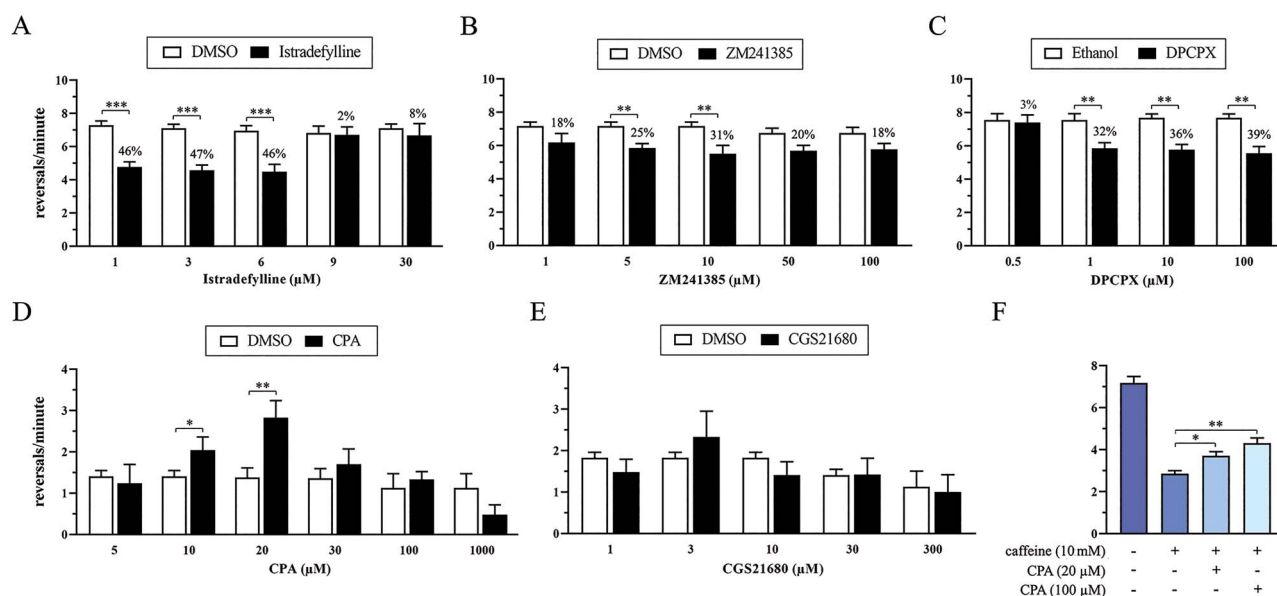 A
DMSO Istradefylline
reversals/minute
10
8
6
4
2
0
*** *** ***
46% 47% 46% 2% 8%
1 3 6 9 30
Istradefylline (µM)
B
DMSO ZM241385
10
8
6
4
2
0
** **
18% 25% 31% 20% 18%
1 5 10 50 100
ZM241385 (µM)
C
Ethanol DPCPX
10
8
6
4
2
0
** ** **
3% 32% 36% 39%
0.5 1 10 100
DPCPX (µM)
D
DMSO CPA
reversals/minute
4
3
2
1
0
* **
5 10 20 30 100 1000
CPA (µM)
E
DMSO CGS21680
4
3
2
1
0
1 3 10 30 300
CGS21680 (µM)
F
8
6
4
2
0
**
*
caffeine (10 mM) - + + +
CPA (20 µM) - - + -
CPA (100 µM) - - - +